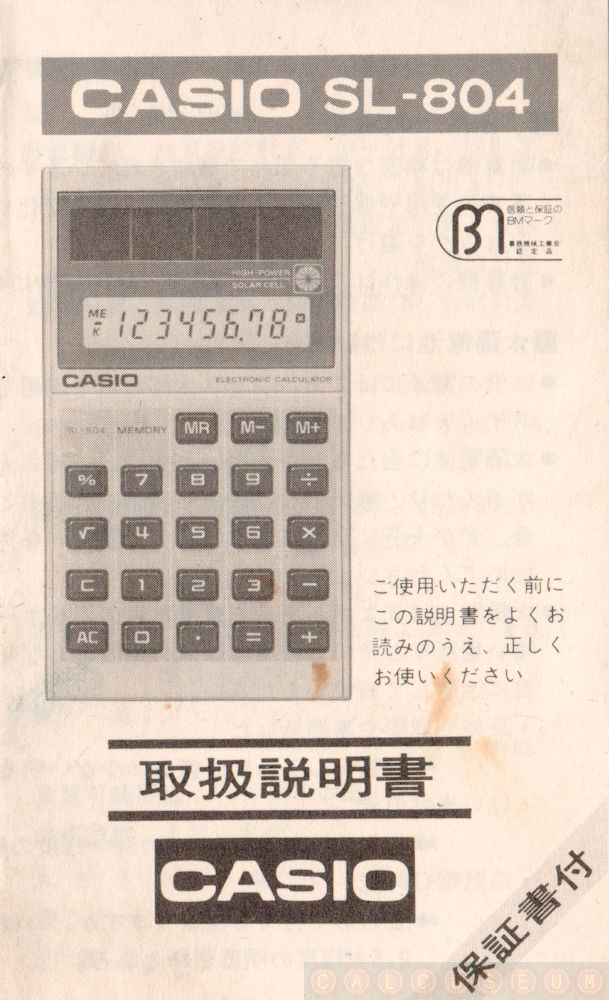 CASIO SL-804
信頼と保証の
BMマーク
事務機械工業会
認定品
HIGH-POWER
SOLAR CELL
ME
K
123456.78
CASIO
ELECTRONIC CALCULATOR
SL-804 MEMORY MR M− M+
% 7 8 9 ÷
√ 4 5 6 ×
C 1 2 3 −
AC 0 · = +
ご使用いただく前に
この説明書をよくお
読みのうえ、正しく
お使いください
取扱説明書
CASIO
保証書付
CALCUSEUM